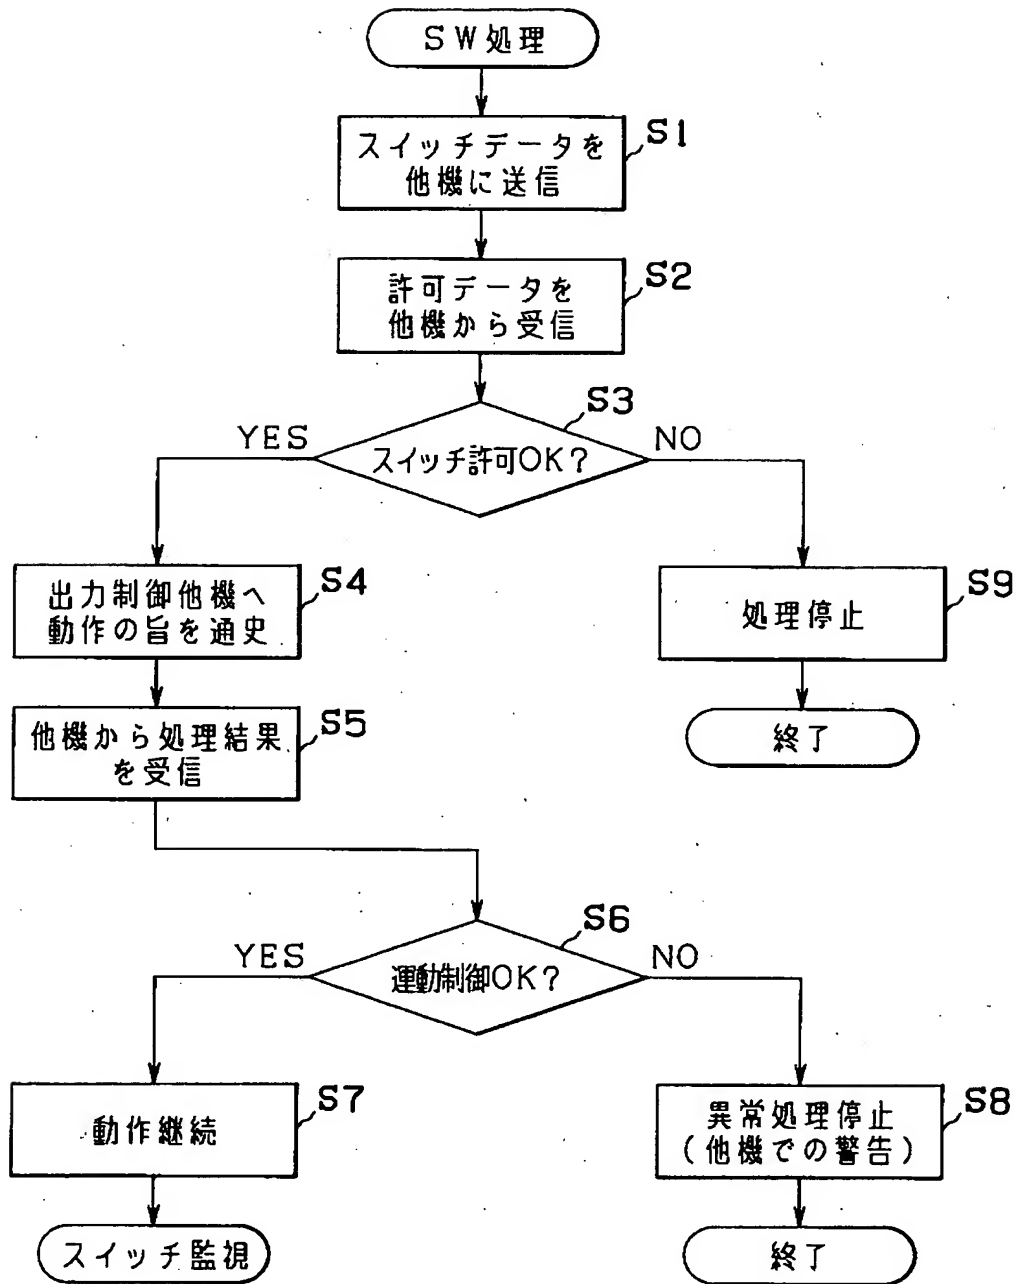 SW処理
スイッチデータを
他機に送信
S1
許可データを
他機から受信
S2
スイッチ許可OK?
S3
YES
NO
出力制御他機へ
動作の旨を通史
S4
処理停止
S9
他機から処理結果
を受信
S5
終了
運動制御OK?
S6
YES
NO
動作継続
S7
異常処理停止
(他機での警告)
S8
スイッチ監視
終了